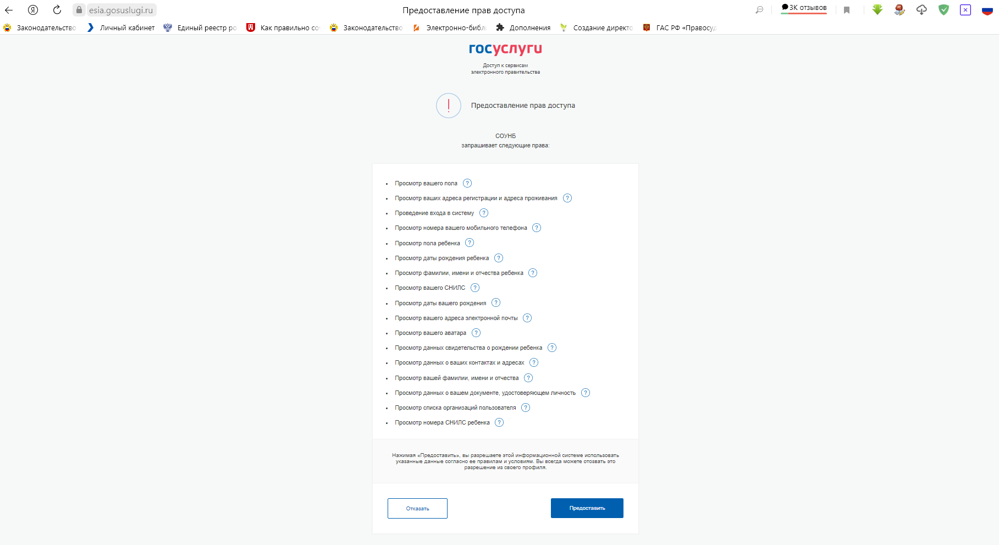 esia.gosuslugi.ru
Предоставление прав доступа
3К отзывов
Законодательство
Личный кабинет
Единый реестр ро
Как правильно со
Законодательство
Электронно-библ
Дополнения
Создание директо
ГАС РФ «Правосуд
госуслуги
Доступ к сервисам
электронного правительства
Предоставление прав доступа
СОУНБ
запрашивает следующие права:
Просмотр вашего пола ?
Просмотр ваших адреса регистрации и адреса проживания ?
Проведение входа в систему ?
Просмотр номера вашего мобильного телефона ?
Просмотр пола ребенка ?
Просмотр даты рождения ребенка ?
Просмотр фамилии, имени и отчества ребенка ?
Просмотр вашего СНИЛС ?
Просмотр даты вашего рождения ?
Просмотр вашего адреса электронной почты ?
Просмотр вашего аватара ?
Просмотр данных свидетельства о рождении ребенка ?
Просмотр данных о ваших контактах и адресах ?
Просмотр вашей фамилии, имени и отчества ?
Просмотр данных о вашем документе, удостоверяющем личность ?
Просмотр списка организаций пользователя ?
Просмотр номера СНИЛС ребенка ?
Нажимая «Предоставить», вы разрешаете этой информационной системе использовать
указанные данные согласно ее правилам и условиям. Вы всегда можете отозвать это
разрешение из своего профиля.
Отказать
Предоставить